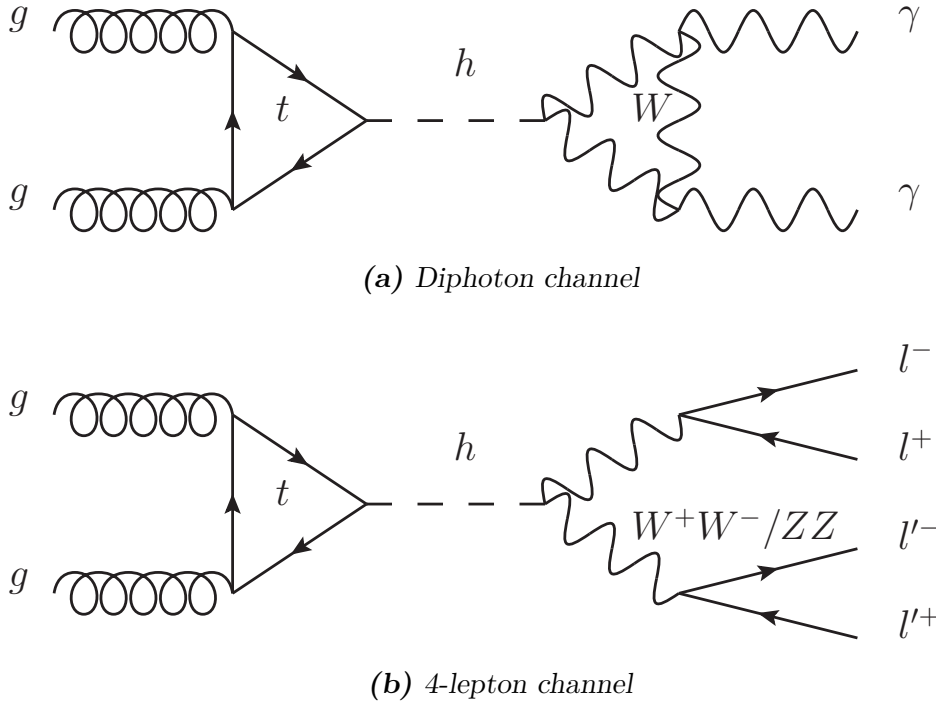 g γ
h
t W
g γ
(a) Diphoton channel
l⁻
g
h l⁺
t
W⁺W⁻/ZZ l′⁻
g
l′⁺
(b) 4-lepton channel